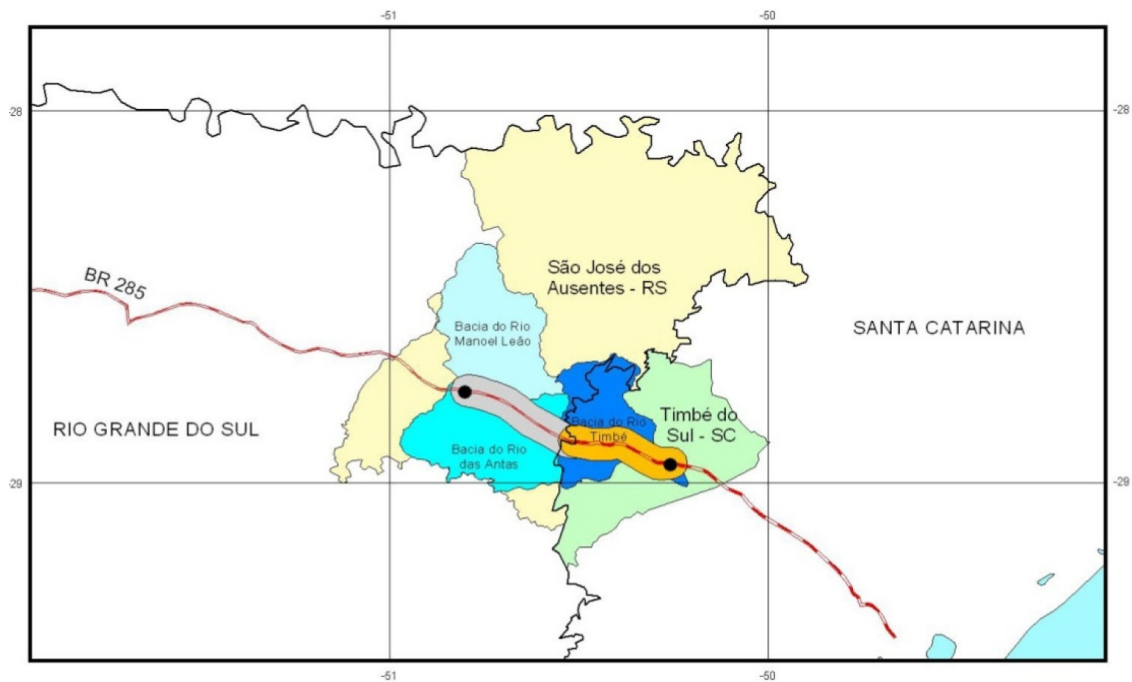 -51
-50
-28
-28
São José dos
Ausentes - RS
BR 285
Bacia do Rio
Manoel Leão
SANTA CATARINA
RIO GRANDE DO SUL
Bacia do Rio
Timbé
Timbé do
Sul - SC
Bacia do Rio
das Antas
-29
-29
-51
-50